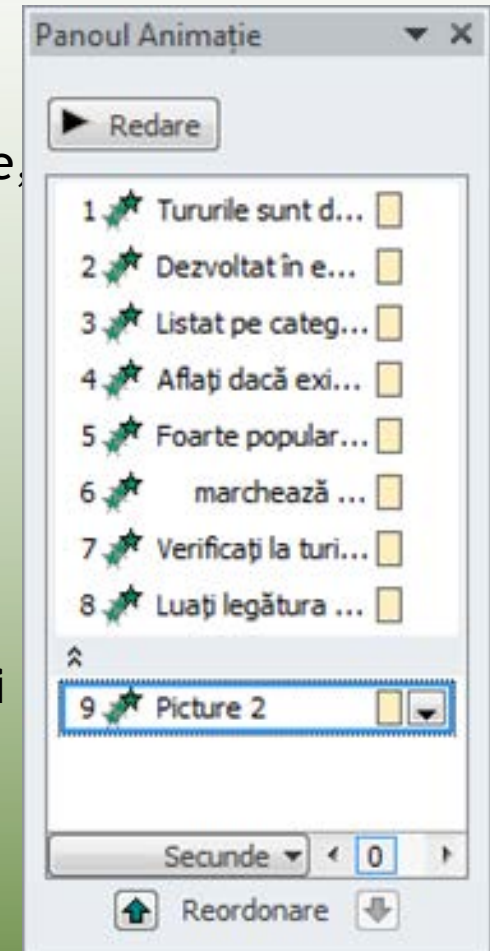 Panoul Animație
Redare
e,
1 Tururile sunt d...
2 Dezvoltat în e...
3 Listat pe categ...
4 Aflați dacă exi...
5 Foarte popular...
6 marchează ...
7 Verificați la turi...
8 Luați legătura ...
i
9 Picture 2
Secunde 0
Reordonare